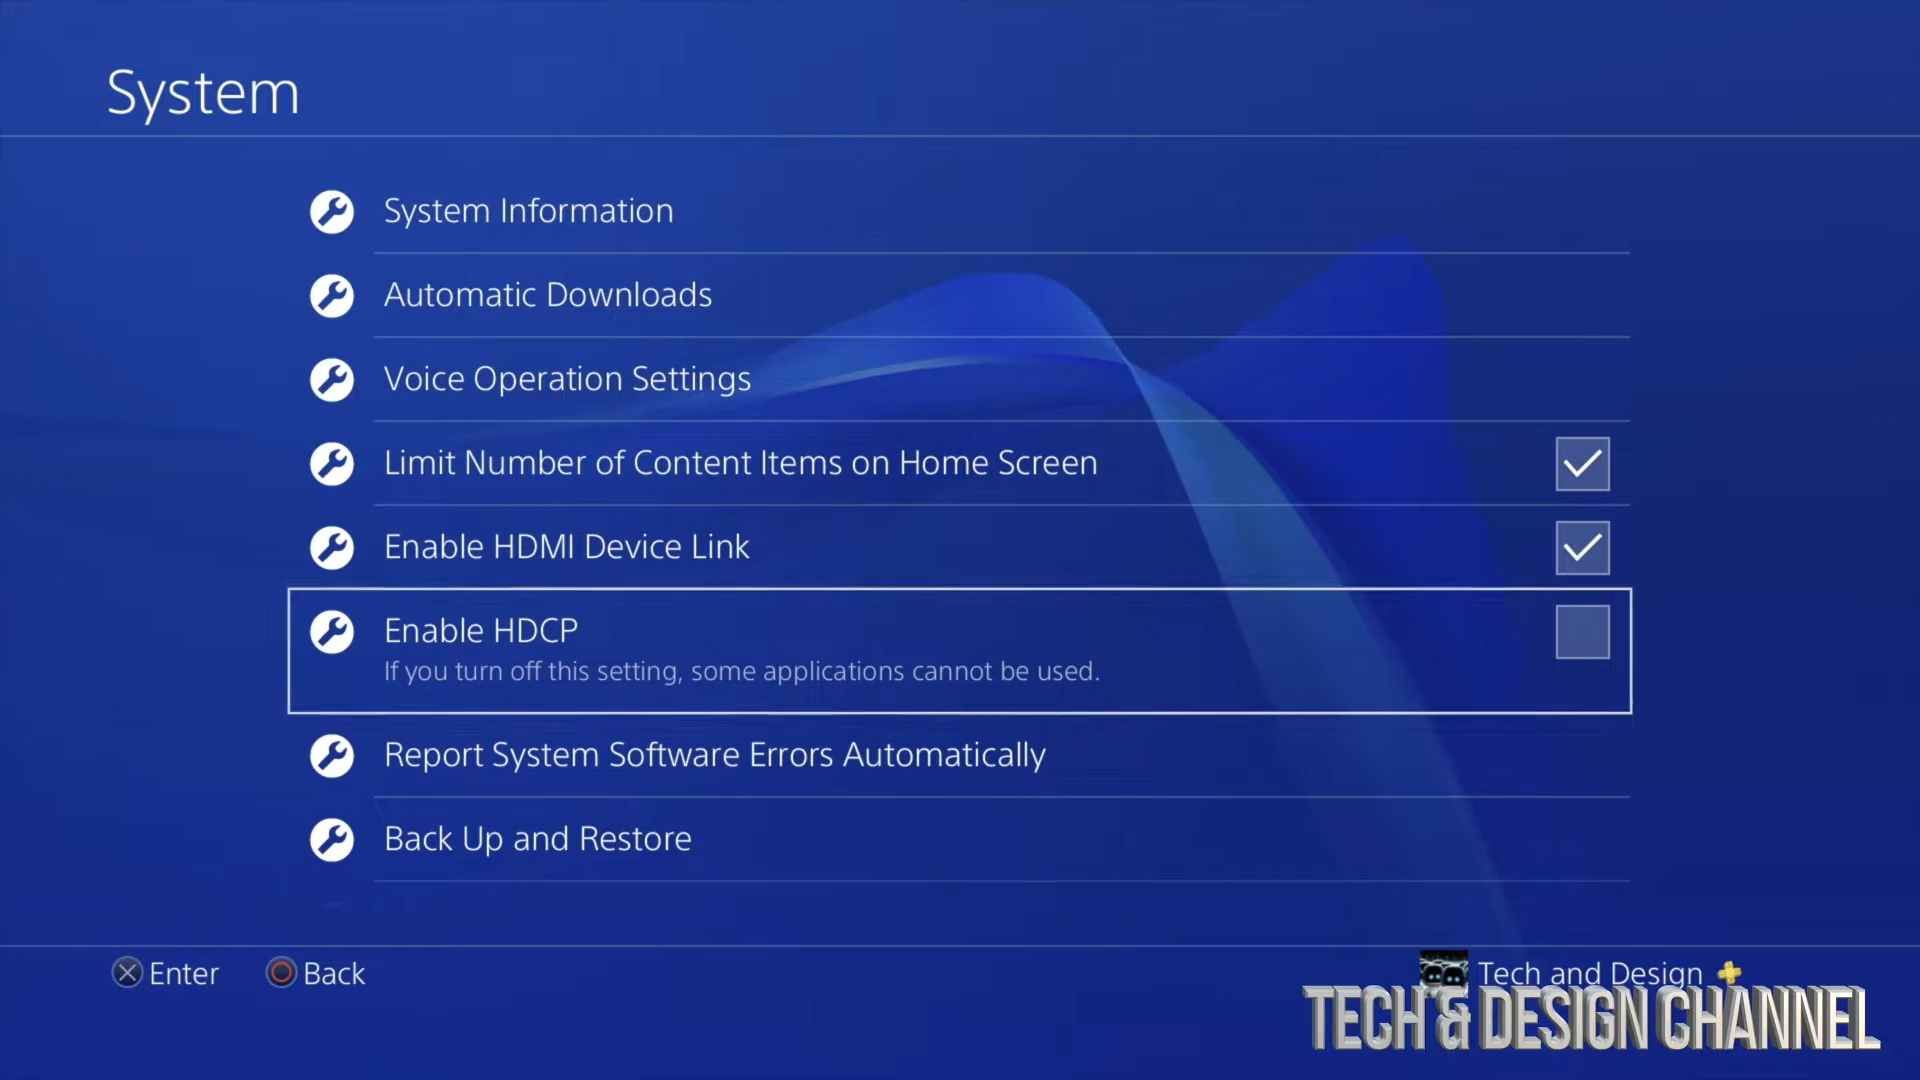 System
System Information
Automatic Downloads
Voice Operation Settings
Limit Number of Content Items on Home Screen
Enable HDMI Device Link
Enable HDCP
If you turn off this setting, some applications cannot be used.
Report System Software Errors Automatically
Back Up and Restore
Enter Back Tech and Design
TECH & DESIGN CHANNEL